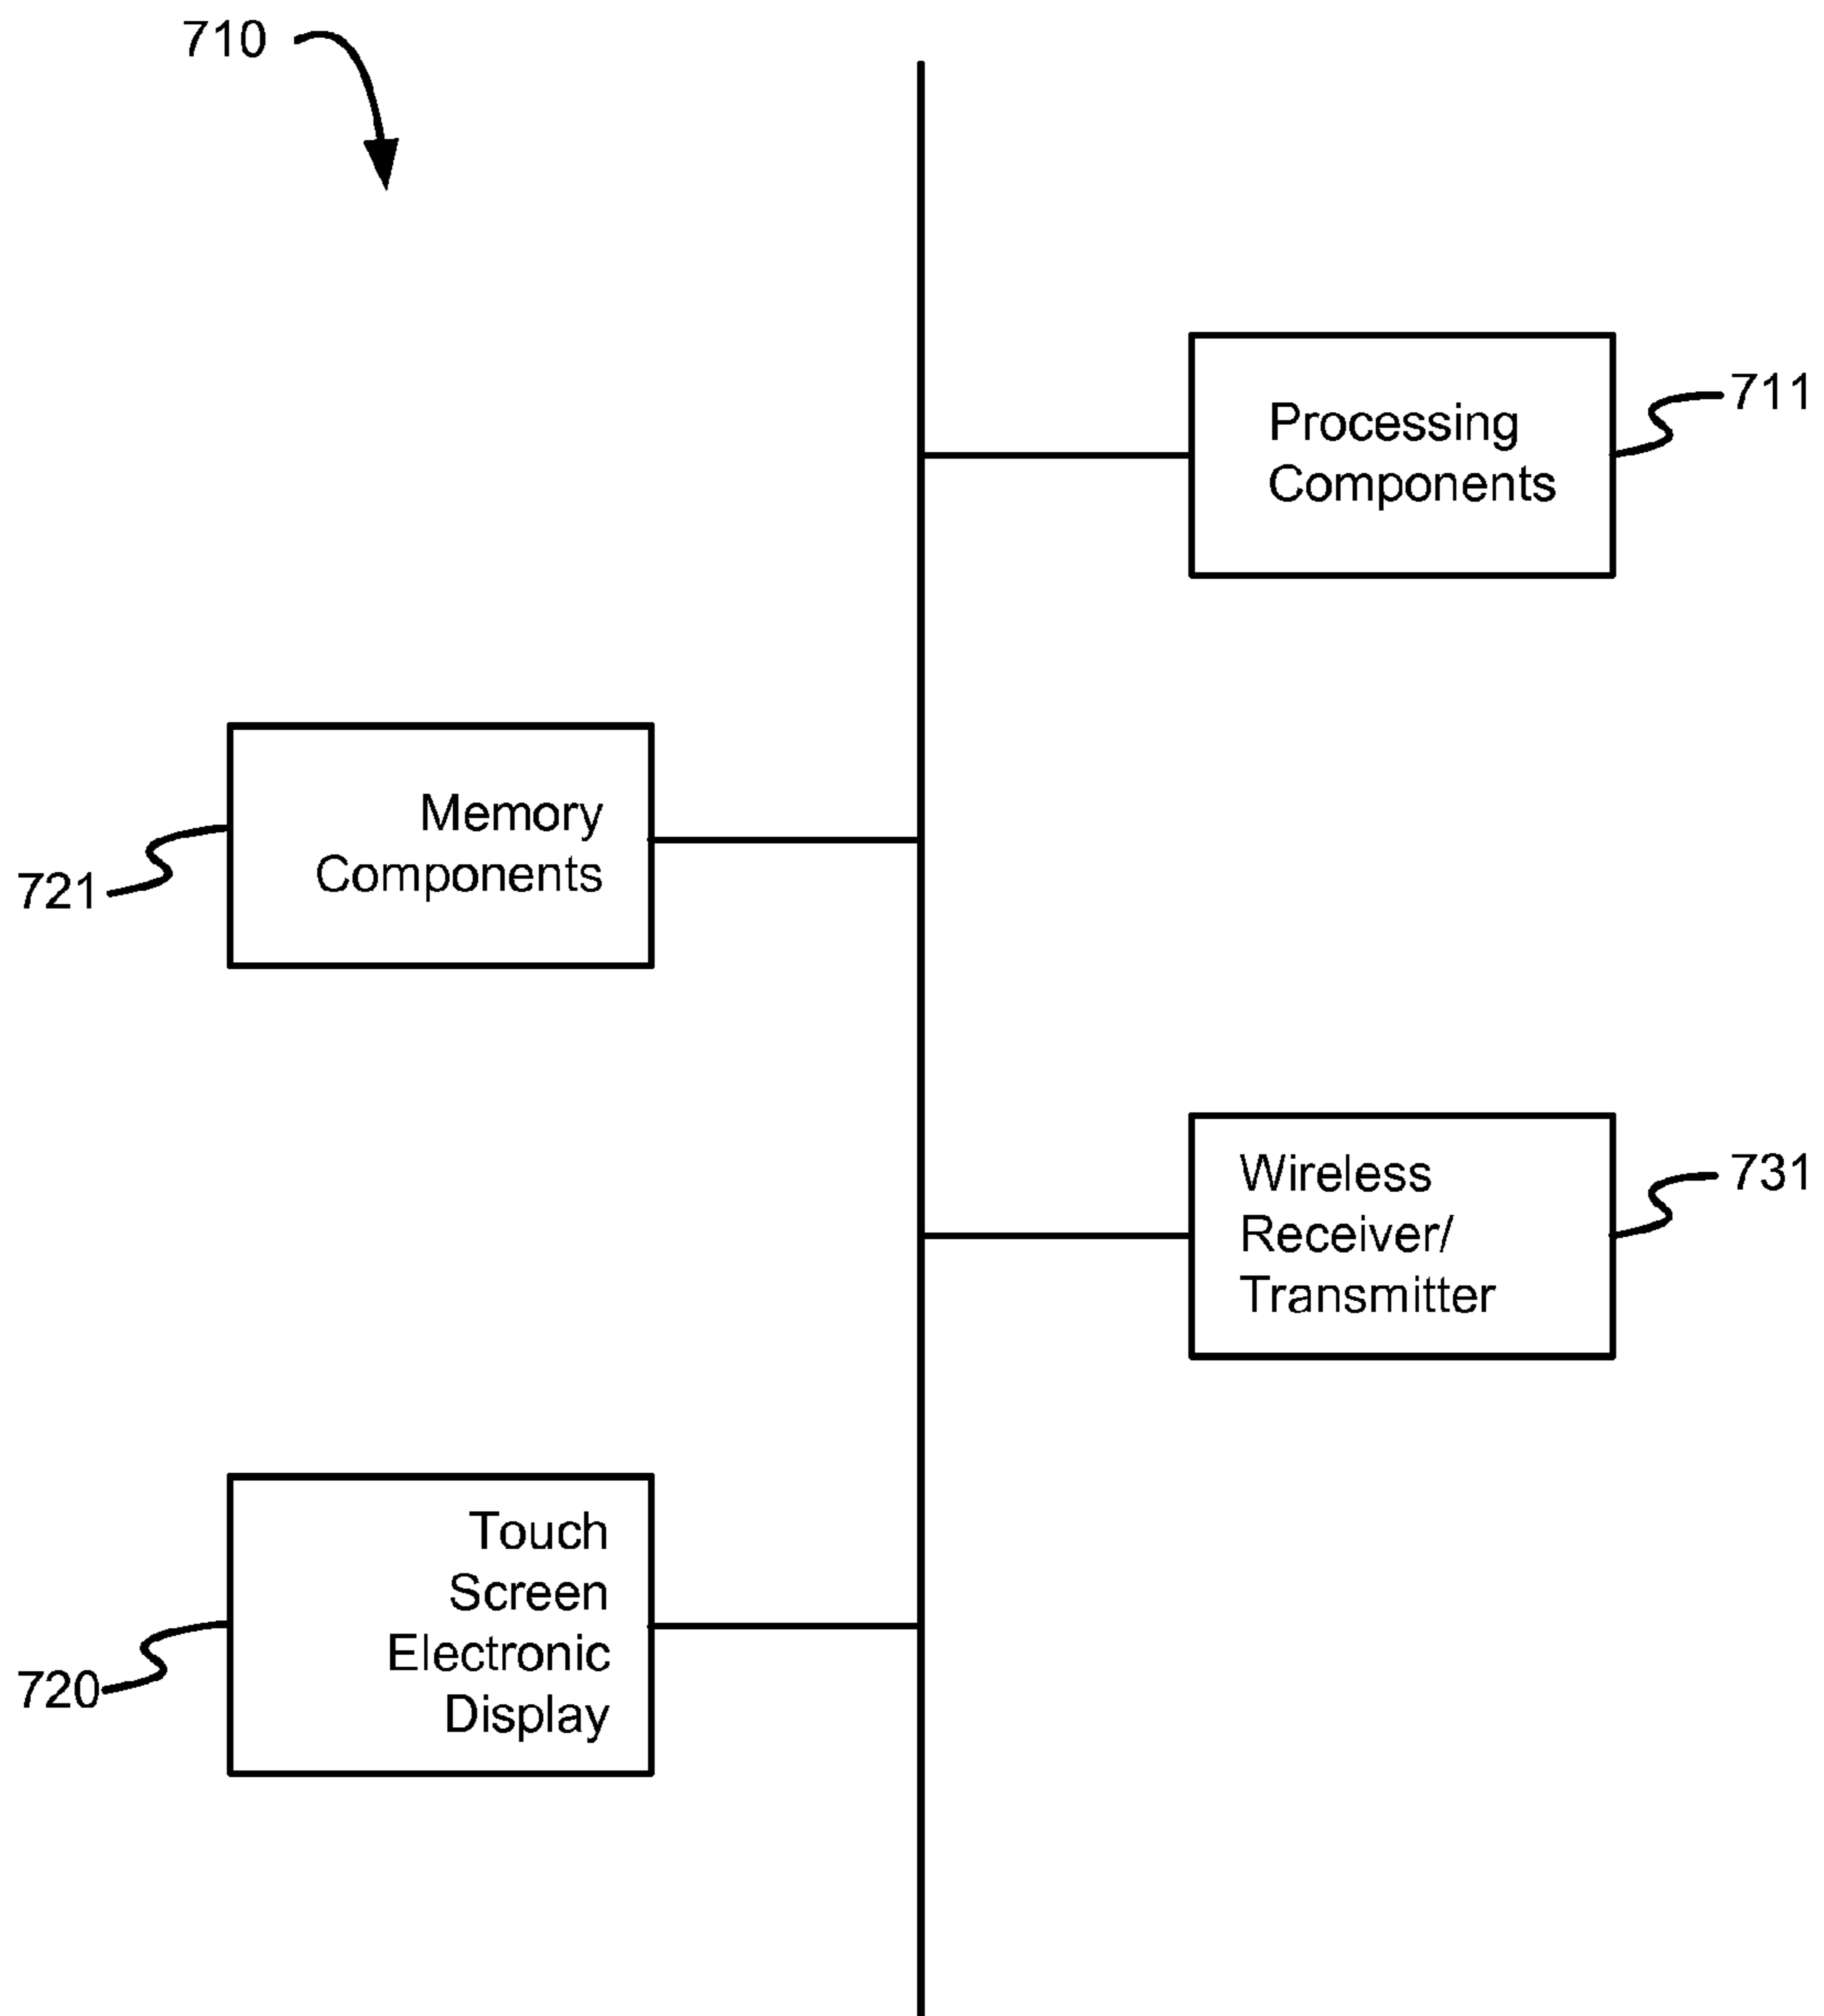 710
711
Processing
Components
Memory
Components
721
Wireless
Receiver/
Transmitter
731
Touch
Screen
Electronic
Display
720